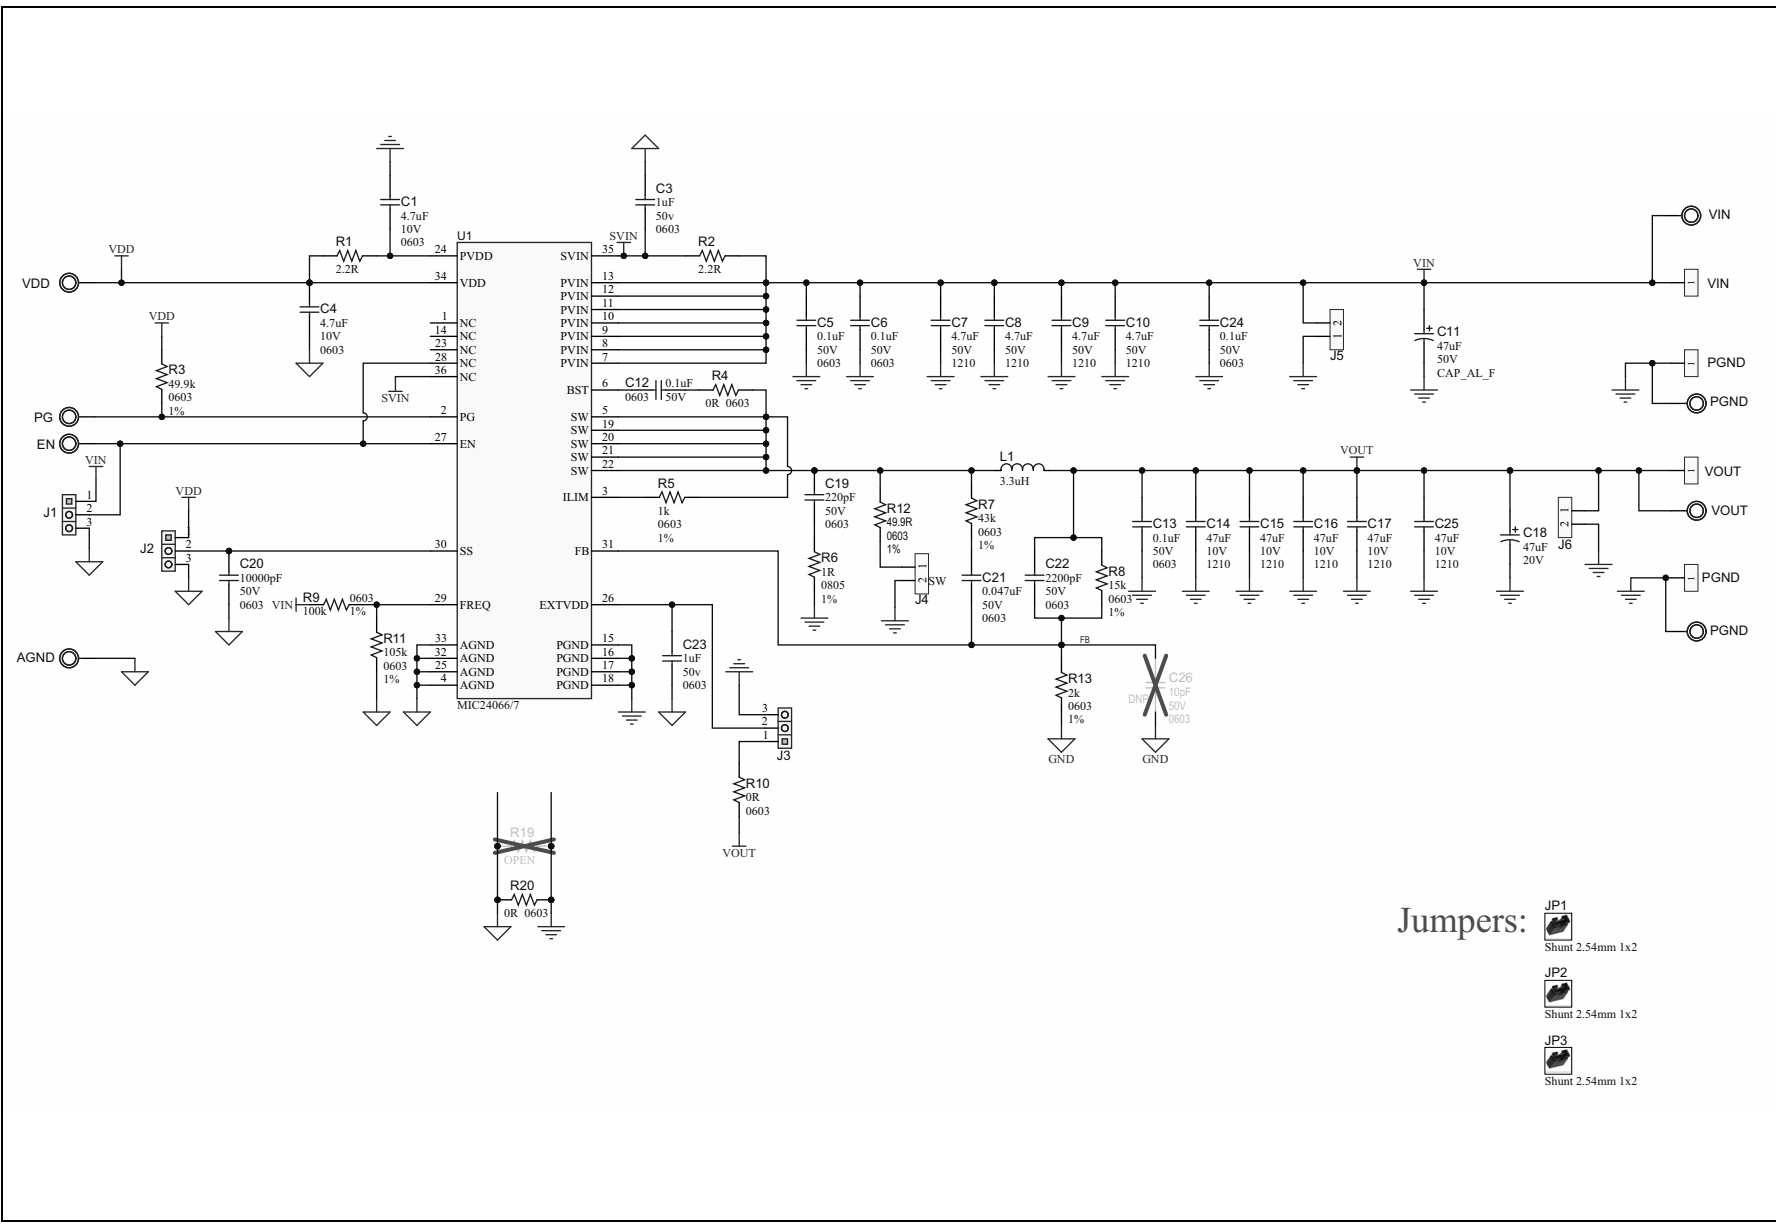 C1
4.7uF
10V
0603
C3
1uF
50v
0603
U1
SVIN
VDD
R1
2.2R
24
PVDD
35
SVIN
R2
2.2R
VDD
34
VDD
13
PVIN
12
PVIN
11
PVIN
10
PVIN
9
PVIN
8
PVIN
7
PVIN
C4
4.7uF
10V
0603
1
NC
14
NC
23
NC
28
NC
36
NC
SVIN
VDD
R3
49.9k
0603
1%
PG
2
PG
EN
27
EN
VIN
1
2
3
J1
VDD
1
2
3
J2
30
SS
C20
10000pF
50V
0603
VIN
R9
100k
0603
1%
29
FREQ
R11
105k
0603
1%
33
AGND
32
AGND
25
AGND
4
AGND
AGND
MIC24066/7
6
BST
C12
0603
0.1uF
50V
R4
0R 0603
5
SW
19
SW
20
SW
21
SW
22
SW
3
ILIM
R5
1k
0603
1%
31
FB
26
EXTVDD
15
PGND
16
PGND
17
PGND
18
PGND
C23
1uF
50v
0603
3
2
1
J3
R10
0R
0603
VOUT
R19
OPEN
R20
0R 0603
C5
0.1uF
50V
0603
C6
0.1uF
50V
0603
C7
4.7uF
50V
1210
C8
4.7uF
50V
1210
C9
4.7uF
50V
1210
C10
4.7uF
50V
1210
C24
0.1uF
50V
0603
1 2
J5
VIN
C11
47uF
50V
CAP_AL_F
VIN
1
VIN
1
PGND
PGND
C19
220pF
50V
0603
R6
1R
0805
1%
R12
49.9R
0603
1%
2 1
SW
J4
R7
43k
0603
1%
C21
0.047uF
50V
0603
L1
3.3uH
C22
2200pF
50V
0603
R8
15k
0603
1%
FB
R13
2k
0603
1%
GND
DNP
C26
10pF
50V
0603
GND
C13
0.1uF
50V
0603
C14
47uF
10V
1210
C15
47uF
10V
1210
C16
47uF
10V
1210
VOUT
C17
47uF
10V
1210
C25
47uF
10V
1210
C18
47uF
20V
2 1
J6
1
VOUT
VOUT
1
PGND
PGND
Jumpers:
JP1
Shunt 2.54mm 1x2
JP2
Shunt 2.54mm 1x2
JP3
Shunt 2.54mm 1x2